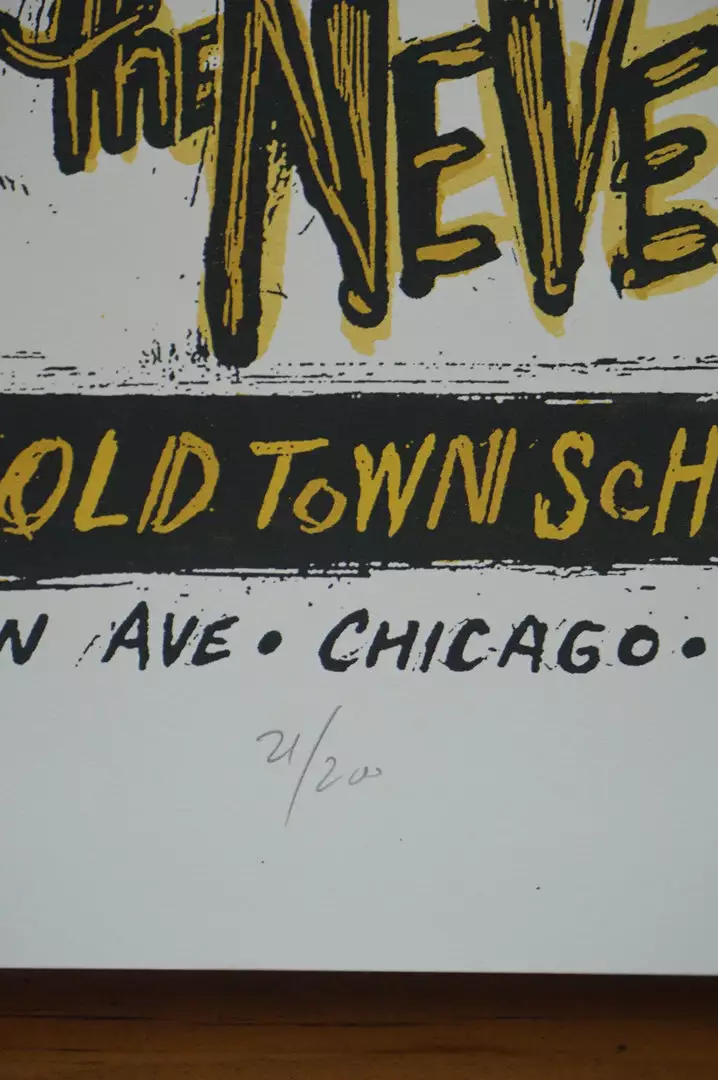 the NEVE
OLD TOWN SCH
N AVE • CHICAGO •
21/200